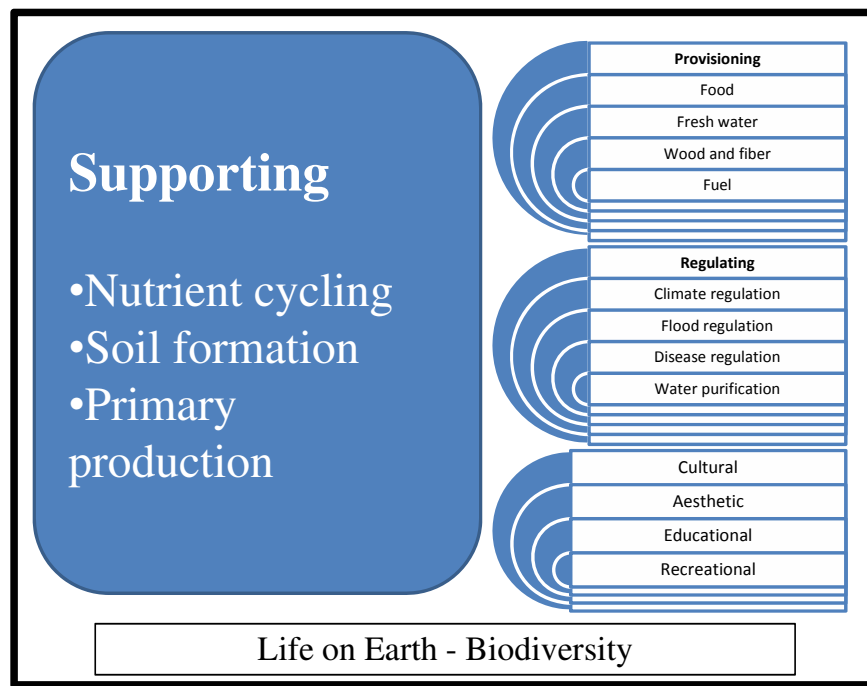 Supporting
•Nutrient cycling
•Soil formation
•Primary
production
Provisioning
Food
Fresh water
Wood and fiber
Fuel
Regulating
Climate regulation
Flood regulation
Disease regulation
Water purification
Cultural
Aesthetic
Educational
Recreational
Life on Earth - Biodiversity